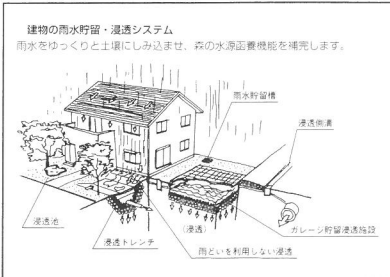 建物の雨水貯留・浸透システム
雨水をゆっくりと土壌にしみ込ませ、森の水源涵養機能を補完します。
雨水貯留槽
浸透側溝
浸透池
浸透トレンチ
(浸透)
ガレージ貯留浸透施設
雨といを利用しない浸透